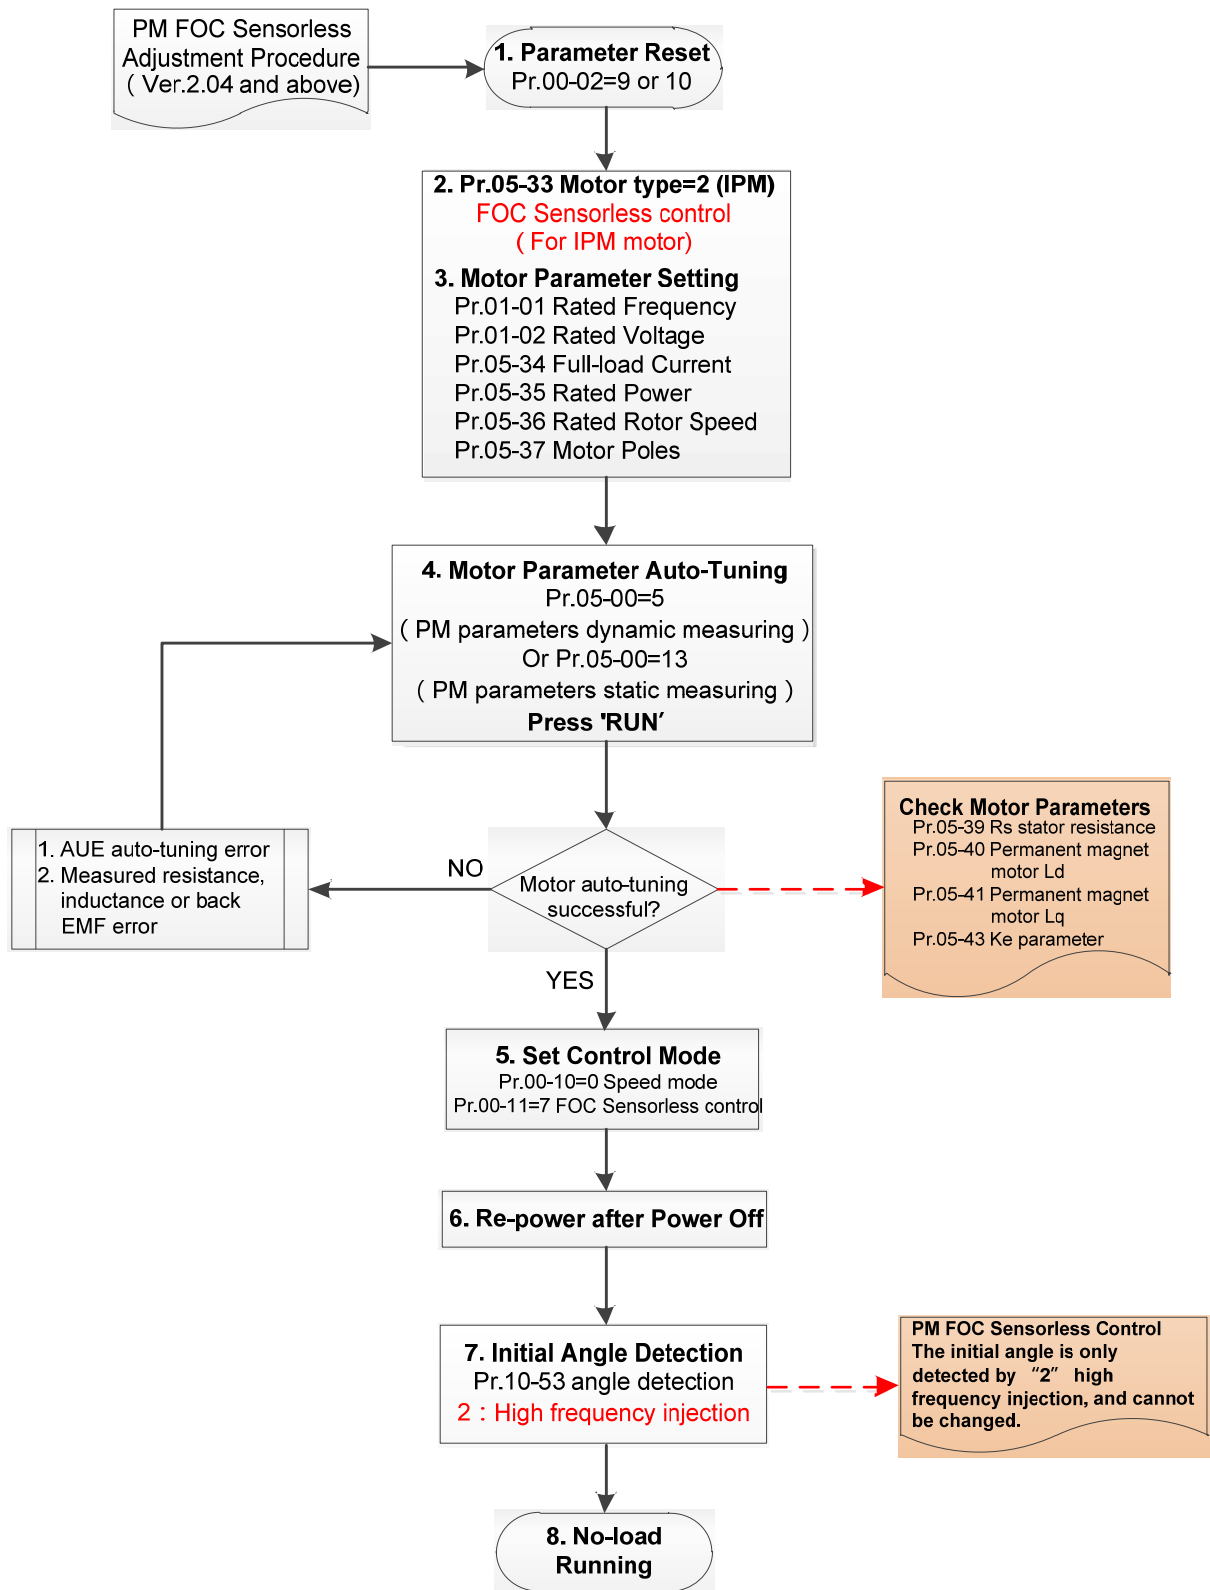 PM FOC Sensorless
Adjustment Procedure
( Ver.2.04 and above)
1. Parameter Reset
Pr.00-02=9 or 10
2. Pr.05-33 Motor type=2 (IPM)
FOC Sensorless control
( For IPM motor)
3. Motor Parameter Setting
Pr.01-01 Rated Frequency
Pr.01-02 Rated Voltage
Pr.05-34 Full-load Current
Pr.05-35 Rated Power
Pr.05-36 Rated Rotor Speed
Pr.05-37 Motor Poles
4. Motor Parameter Auto-Tuning
Pr.05-00=5
( PM parameters dynamic measuring )
Or Pr.05-00=13
( PM parameters static measuring )
Press 'RUN'
Motor auto-tuning
successful?
NO
1. AUE auto-tuning error
2. Measured resistance,
inductance or back
EMF error
Check Motor Parameters
Pr.05-39 Rs stator resistance
Pr.05-40 Permanent magnet
motor Ld
Pr.05-41 Permanent magnet
motor Lq
Pr.05-43 Ke parameter
YES
5. Set Control Mode
Pr.00-10=0 Speed mode
Pr.00-11=7 FOC Sensorless control
6. Re-power after Power Off
7. Initial Angle Detection
Pr.10-53 angle detection
2 : High frequency injection
PM FOC Sensorless Control
The initial angle is only
detected by “2” high
frequency injection, and cannot
be changed.
8. No-load
Running